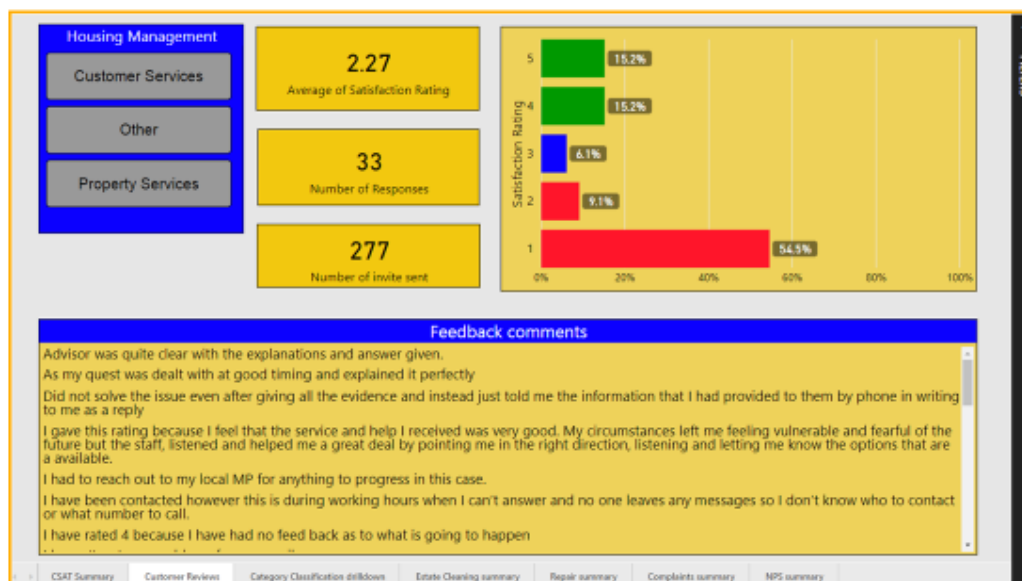 Housing Management
Customer Services
Other
Property Services
2.27
Average of Satisfaction Rating
33
Number of Responses
277
Number of invite sent
Satisfaction Rating
5
15.2%
4
15.2%
3
6.1%
2
9.1%
1
54.5%
0%
20%
40%
60%
80%
100%
Feedback comments
Advisor was quite clear with the explanations and answer given.
As my quest was dealt with at good timing and explained it perfectly
Did not solve the issue even after giving all the evidence and instead just told me the information that I had provided to them by phone in writing
to me as a reply
I gave this rating because I feel that the service and help I received was very good. My circumstances left me feeling vulnerable and fearful of the
future but the staff, listened and helped me a great deal by pointing me in the right direction, listening and letting me know the options that are
a available.
I had to reach out to my local MP for anything to progress in this case.
I have been contacted however this is during working hours when I can't answer and no one leaves any messages so I don't know who to contact
or what number to call.
I have rated 4 because I have had no feed back as to what is going to happen
CSAT Summary
Customer Reviews
Category Classification drilldown
Estate Cleaning summary
Repair summary
Complaints summary
NPS summary